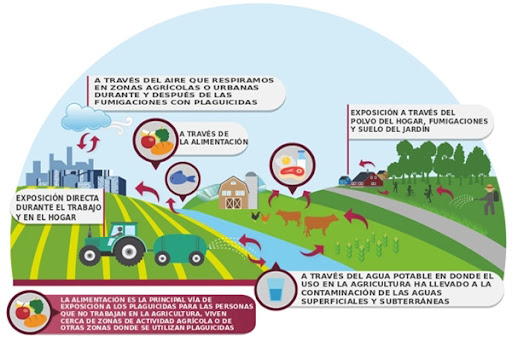 A TRAVÉS DEL AIRE QUE RESPIRAMOS
EN ZONAS AGRÍCOLAS O URBANAS
DURANTE Y DESPUÉS DE LAS
FUMIGACIONES CON PLAGUICIDAS
A TRAVÉS DE
LA ALIMENTACIÓN
EXPOSICIÓN A TRAVÉS DEL
POLVO DEL HOGAR, FUMIGACIONES
Y SUELO DEL JARDÍN
EXPOSICIÓN DIRECTA
DURANTE EL TRABAJO
Y EN EL HOGAR
A TRAVÉS DEL AGUA POTABLE EN DONDE EL
USO EN LA AGRICULTURA HA LLEVADO A LA
CONTAMINACIÓN DE LAS AGUAS
SUPERFICIALES Y SUBTERRÁNEAS
LA ALIMENTACIÓN ES LA PRINCIPAL VÍA DE
EXPOSICIÓN A LOS PLAGUICIDAS PARA LAS PERSONAS
QUE NO TRABAJAN EN LA AGRICULTURA, VIVEN
CERCA DE ZONAS DE ACTIVIDAD AGRÍCOLA O DE
OTRAS ZONAS DONDE SE UTILIZAN PLAGUICIDAS